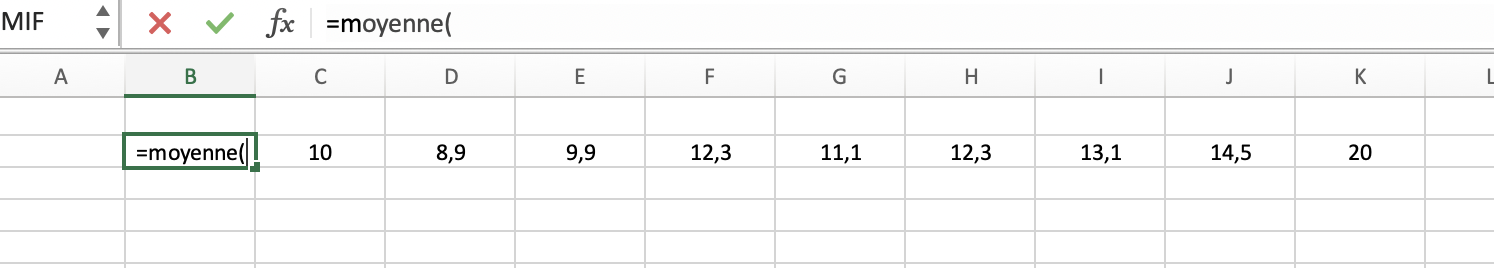 MIF fx =moyenne(
A B C D E F G H I J K L
=moyenne( 10 8,9 9,9 12,3 11,1 12,3 13,1 14,5 20